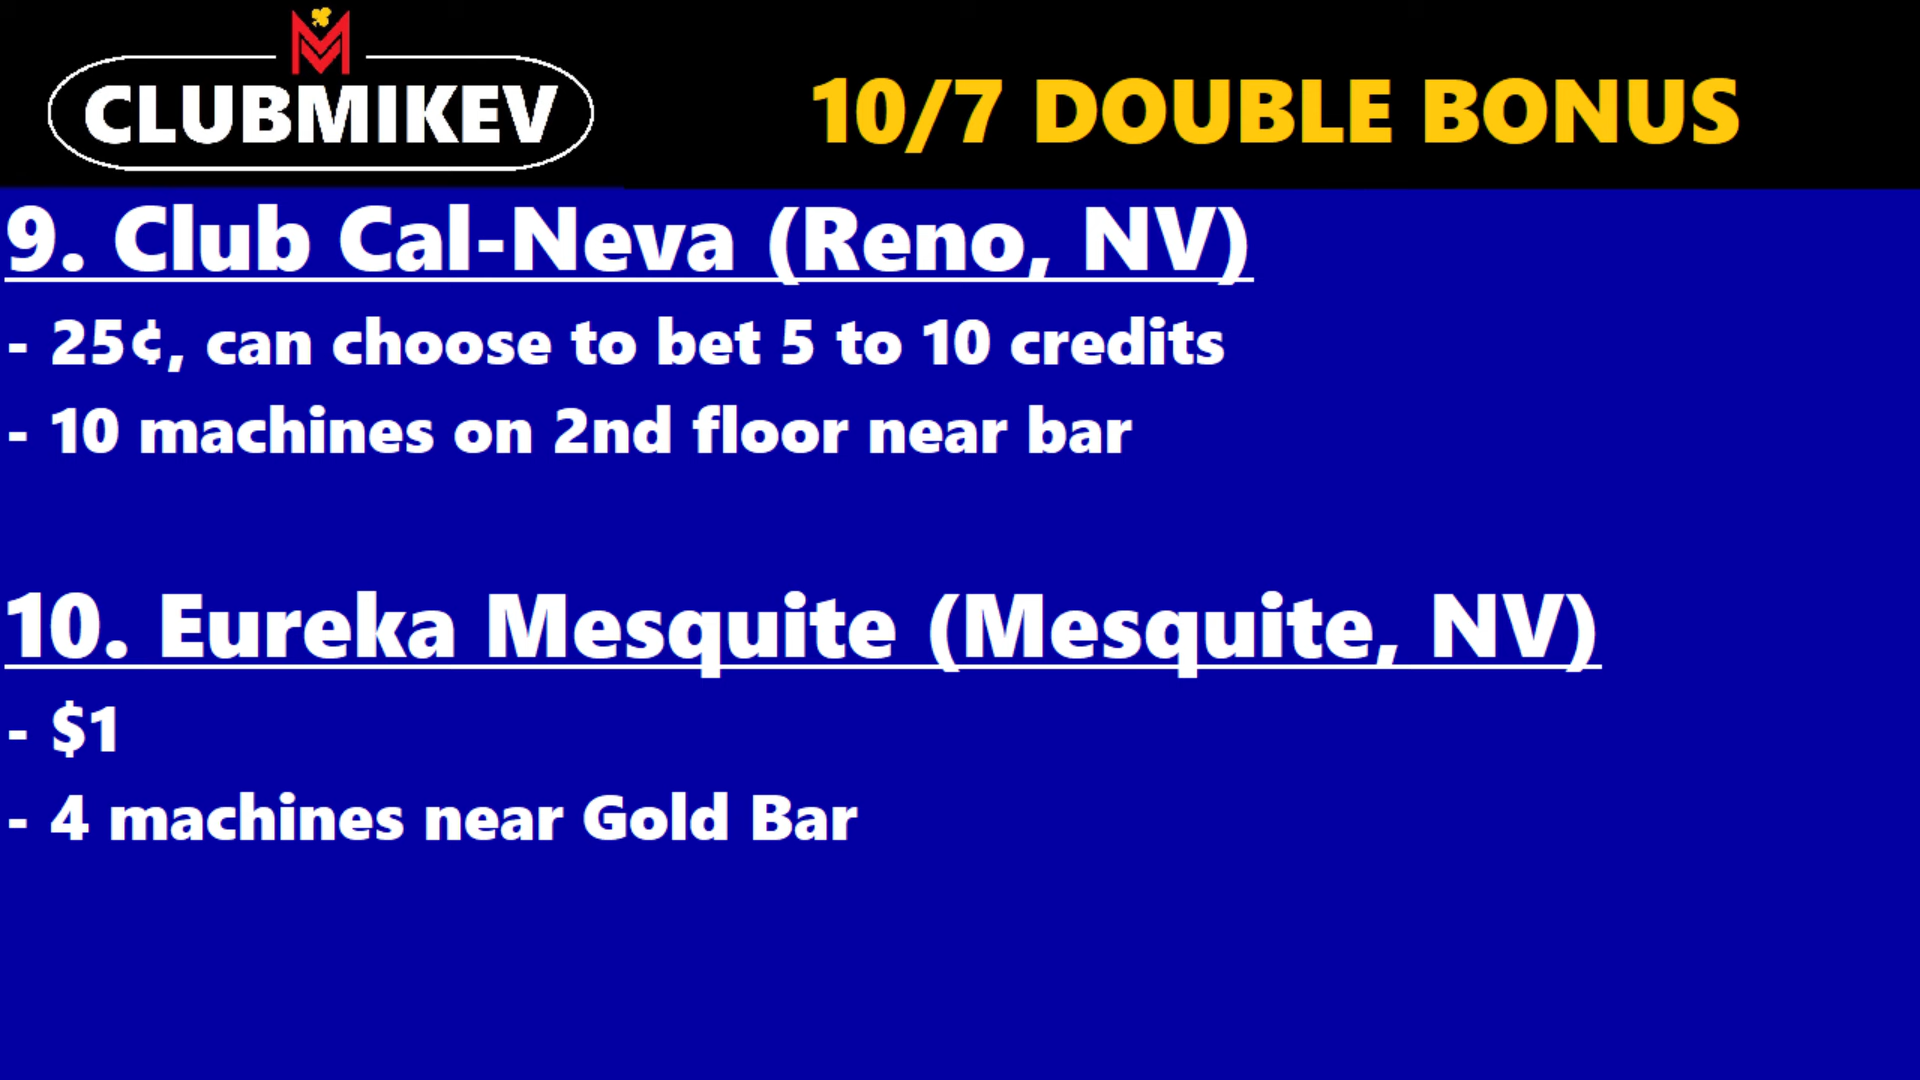 CLUBMIKEV
10/7 DOUBLE BONUS
9. Club Cal-Neva (Reno, NV)
- 25¢, can choose to bet 5 to 10 credits
- 10 machines on 2nd floor near bar
10. Eureka Mesquite (Mesquite, NV)
- $1
- 4 machines near Gold Bar